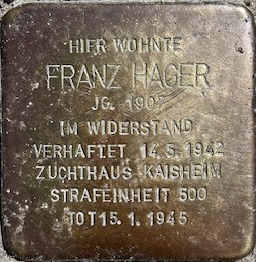 HIER WOHNTE
FRANZ HAGER
JG. 1907
IM WIDERSTAND
VERHAFTET 14.5.1942
ZUCHTHAUS KAISHEIM
STRAFEINHEIT 500
TOT 15.1.1945